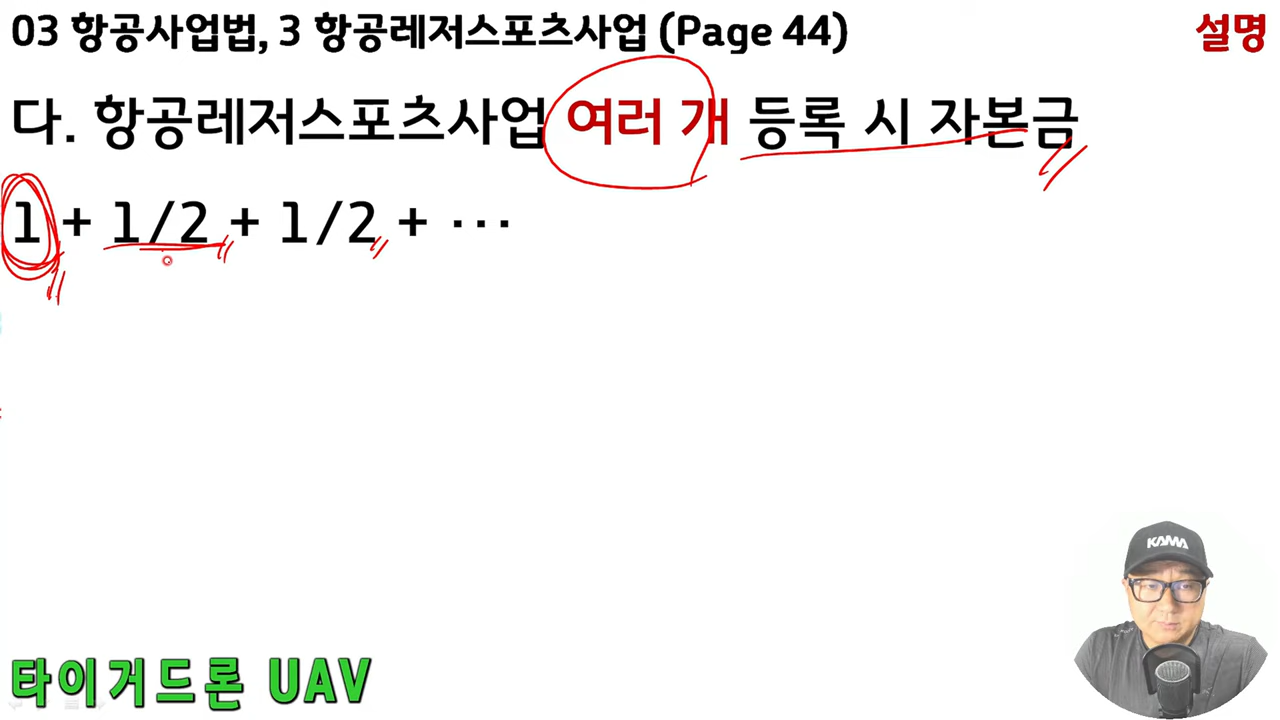 03 항공사업법, 3 항공레저스포츠사업 (Page 44)
설명
다. 항공레저스포츠사업 여러 개 등록 시 자본금
1 + 1/2 + 1/2 + ···
KAMA
타이거드론 UAV